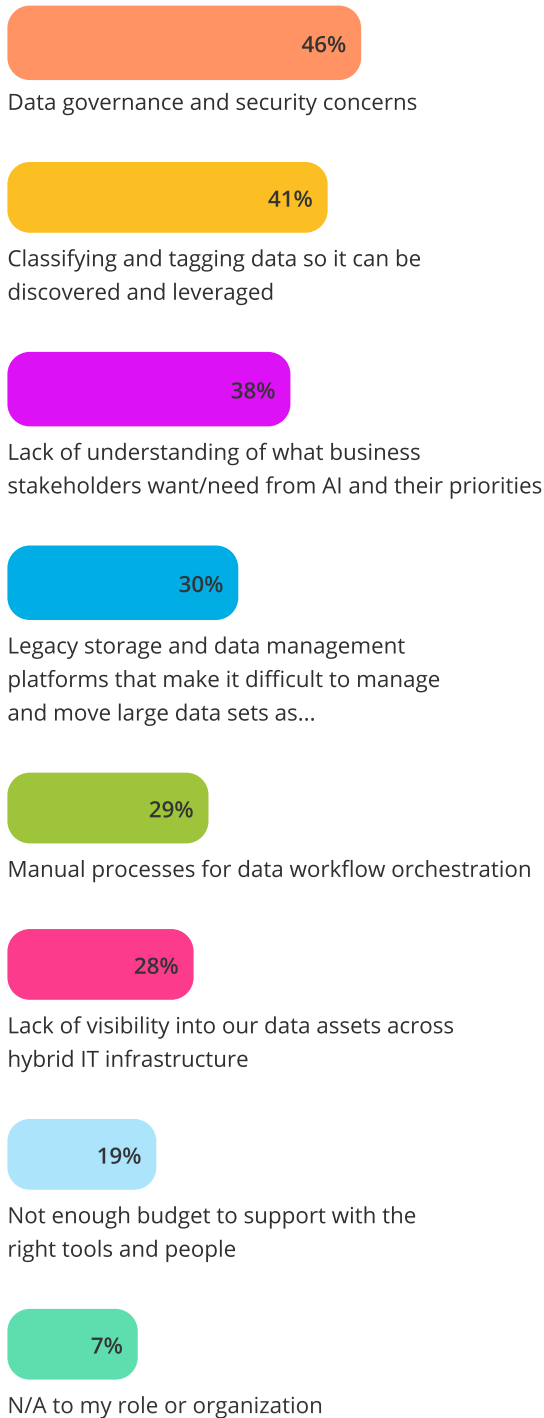 46%
Data governance and security concerns
41%
Classifying and tagging data so it can be
discovered and leveraged
38%
Lack of understanding of what business
stakeholders want/need from AI and their priorities
30%
Legacy storage and data management
platforms that make it difficult to manage
and move large data sets as...
29%
Manual processes for data workflow orchestration
28%
Lack of visibility into our data assets across
hybrid IT infrastructure
19%
Not enough budget to support with the
right tools and people
7%
N/A to my role or organization